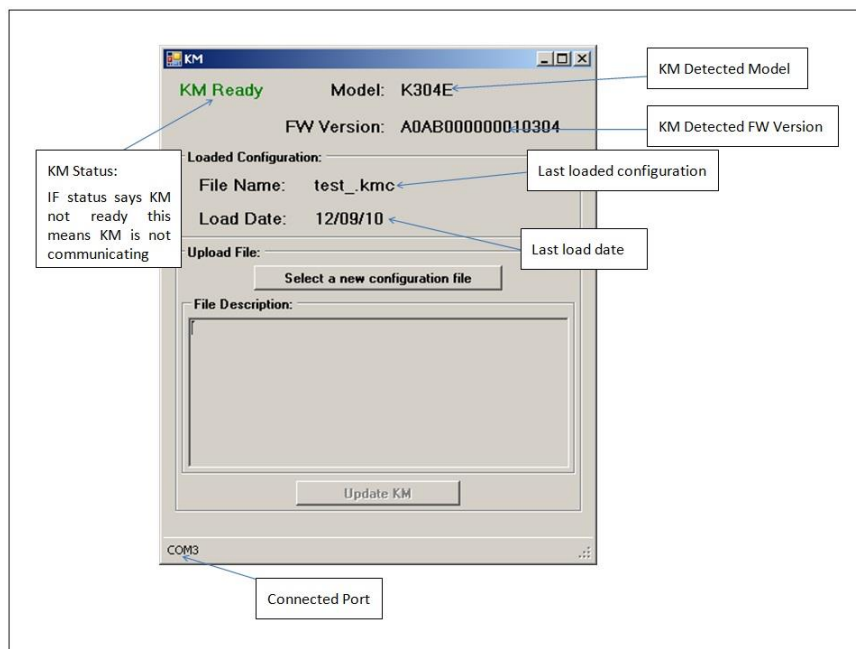 KM
KM Ready
Model: K304E
FW Version: A0AB000000010304
Loaded Configuration:
File Name: test_.kmc
Load Date: 12/09/10
Upload File:
Select a new configuration file
File Description:
Update KM
COM3
KM Detected Model
KM Detected FW Version
KM Status:
IF status says KM
not ready this
means KM is not
communicating
Last loaded configuration
Last load date
Connected Port